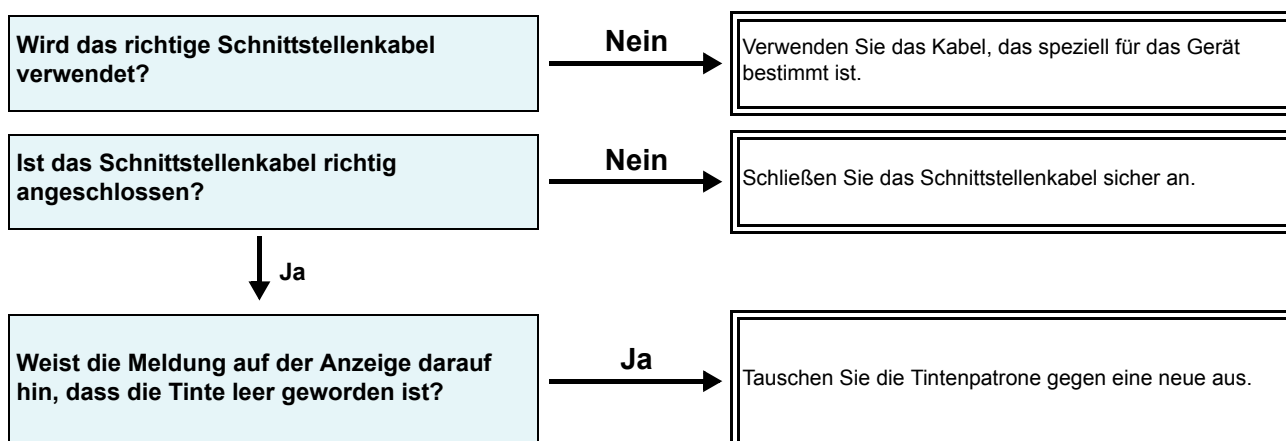 Wird das richtige Schnittstellenkabel
verwendet?
Nein
Verwenden Sie das Kabel, das speziell für das Gerät
bestimmt ist.
Ist das Schnittstellenkabel richtig
angeschlossen?
Nein
Schließen Sie das Schnittstellenkabel sicher an.
Ja
Weist die Meldung auf der Anzeige darauf
hin, dass die Tinte leer geworden ist?
Ja
Tauschen Sie die Tintenpatrone gegen eine neue aus.